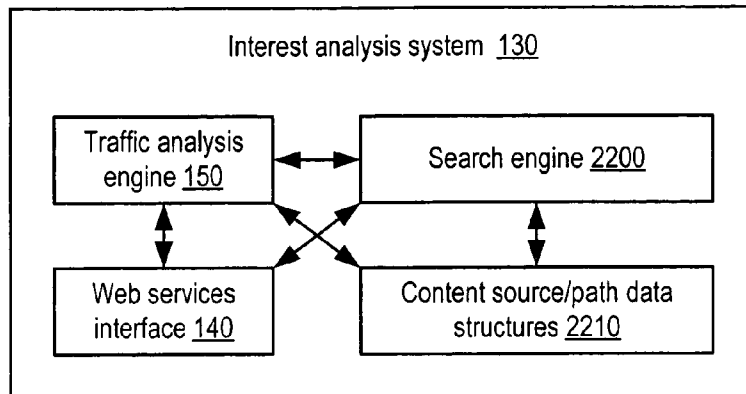 Interest analysis system 130
Traffic analysis
engine 150
Search engine 2200
Web services
interface 140
Content source/path data
structures 2210